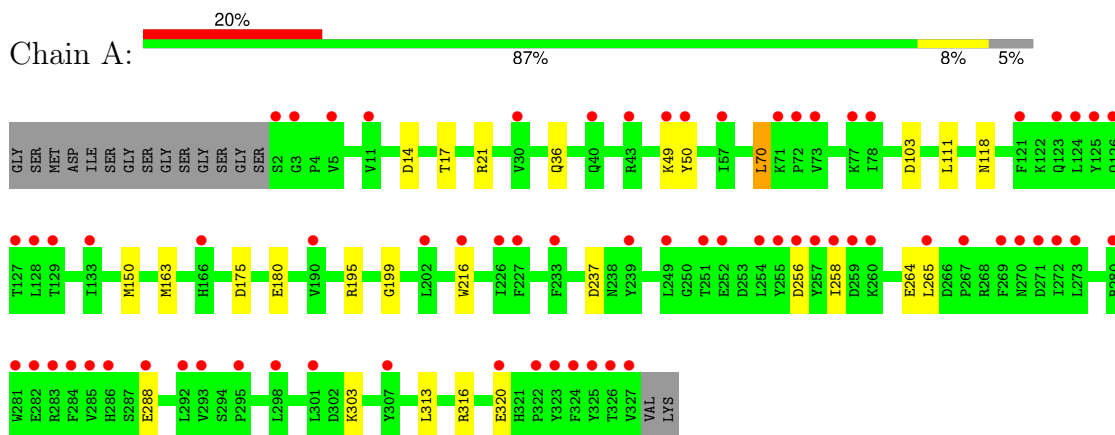 20%
Chain A:
87% 8% 5%
GLY SER MET ASP ILE GLY SER GLY SER GLY SER GLY SER S2 G3 P4 V5 V11 D14 T17 R21 V30 Q36 Q40 R43 K49 Y50 I57 L70 K71 P72 V73 K77 I78 D103 L111 N118 F121 K122 Q123 L124 Y125
T127 L128 T129 I133 M150 M163 H166 D175 E180 V190 R195 G199 L202 W216 I226 F227 F233 D237 N238 Y239 L249 G250 T251 E252 D253 L254 Y255 D256 Y257 I258 D259 K260 E264 L265 D266 P267 R268 F269 N270 D271 I272 L273
W281 E282 R283 F284 V285 H286 S287 E288 L292 V293 S294 P295 L298 L301 D302 K303 Y307 L313 R316 E320 H321 P322 Y323 F324 Y325 T326 V327 VAL LYS